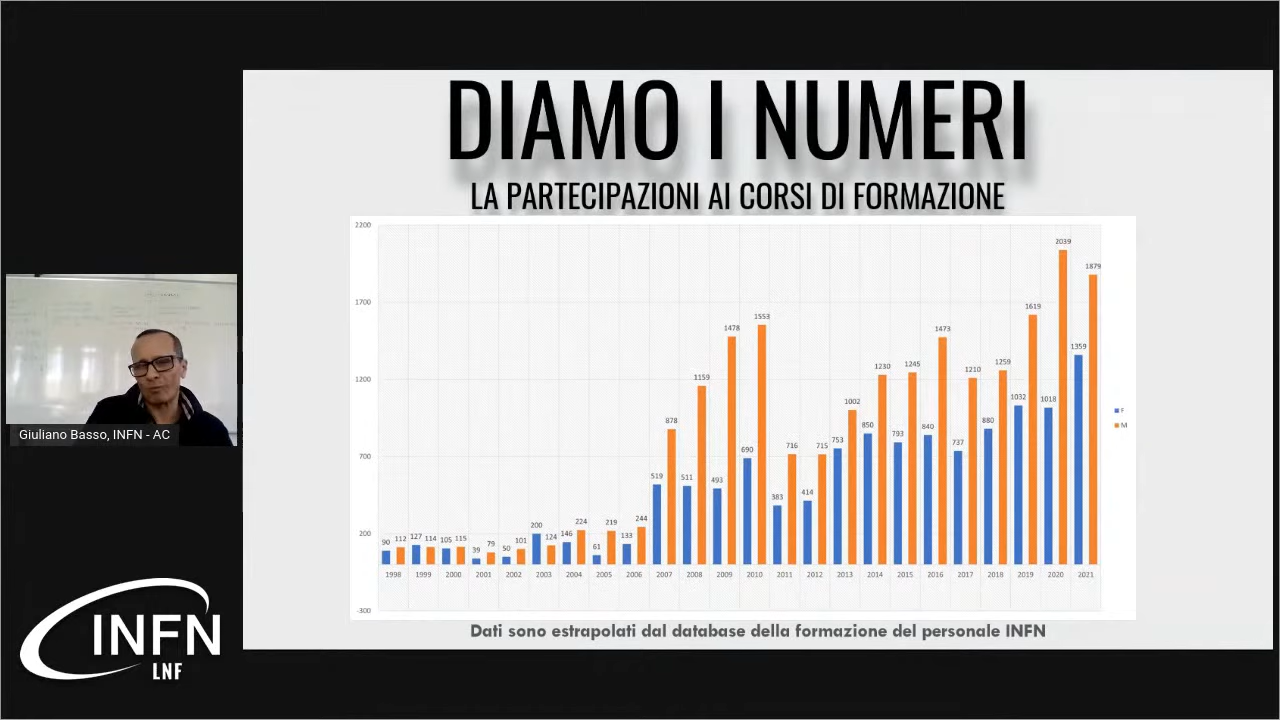 DIAMO I NUMERI
LA PARTECIPAZIONI AI CORSI DI FORMAZIONE
2200
1700
1200
700
200
-300
90 112 127 114 105 115 39 79 50 101 200 124 146 224 61 219 133 244 519 878 511 1159 493 1478 690 1553 383 716 414 715 753 1002 850 1230 793 1245 840 1473 737 1210 880 1259 1032 1619 1018 2039 1359 1879
1998 1999 2000 2001 2002 2003 2004 2005 2006 2007 2008 2009 2010 2011 2012 2013 2014 2015 2016 2017 2018 2019 2020 2021
F
M
Dati sono estrapolati dal database della formazione del personale INFN
Giuliano Basso, INFN - AC
INFN
LNF